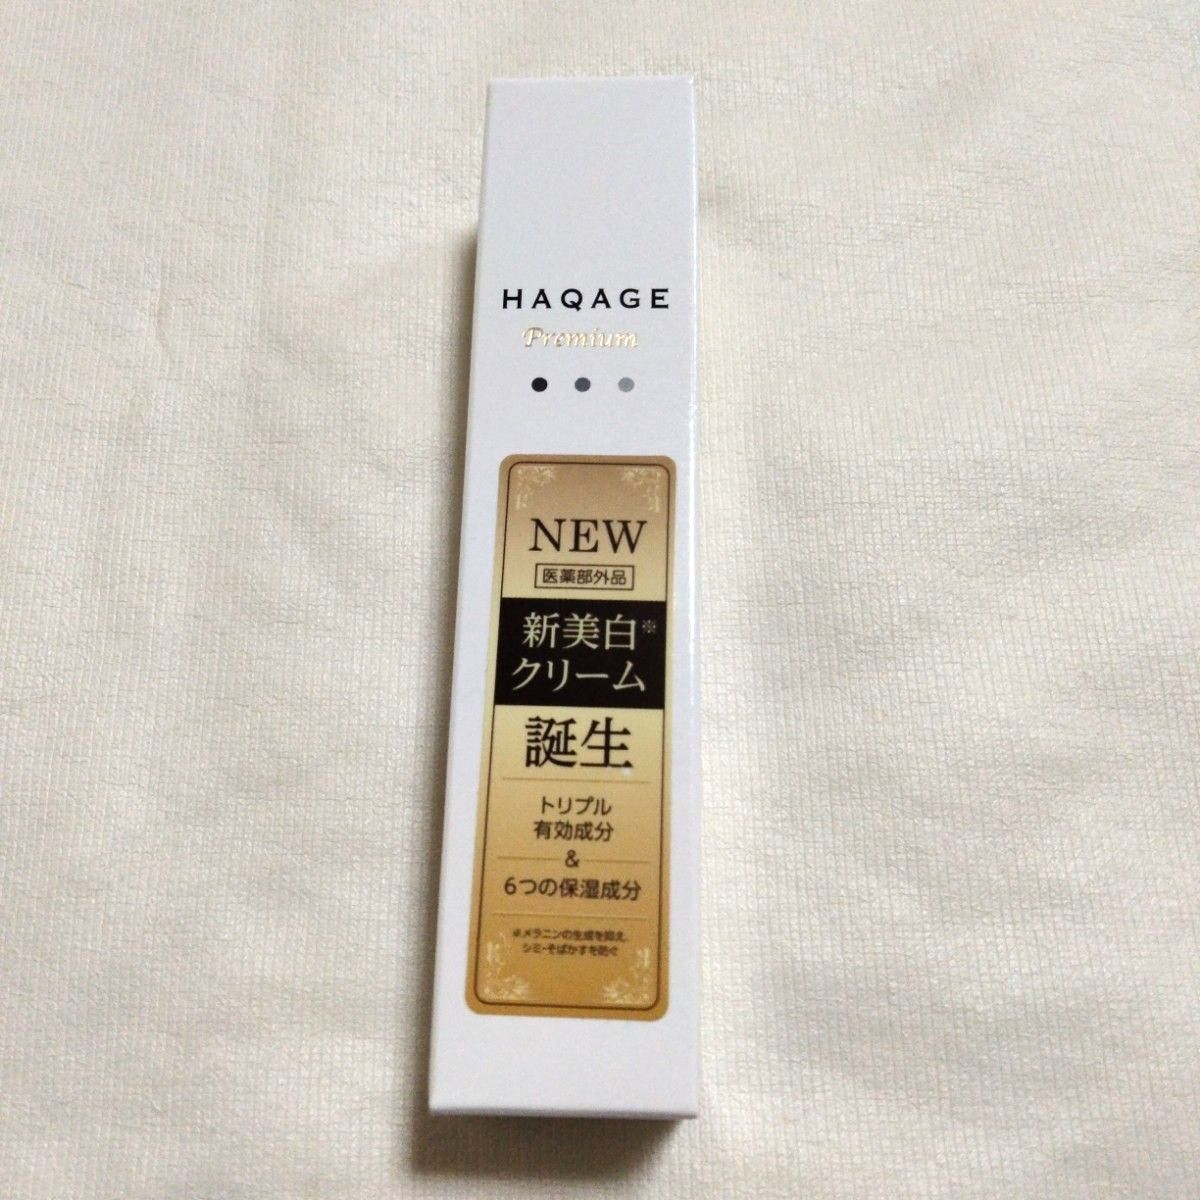 HAQAGE
Premium
NEW
医薬部外品
新美白※
クリーム
誕生
トリプル
有効成分
&
6つの保湿成分
※メラニンの生成を抑え、
シミ・そばかすを防ぐ